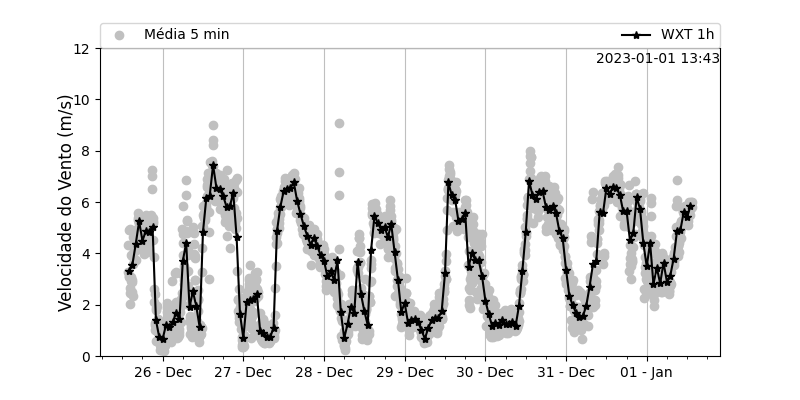 Média 5 min
WXT 1h
2023-01-01 13:43
Velocidade do Vento (m/s)
12
10
8
6
4
2
0
26 - Dec
27 - Dec
28 - Dec
29 - Dec
30 - Dec
31 - Dec
01 - Jan